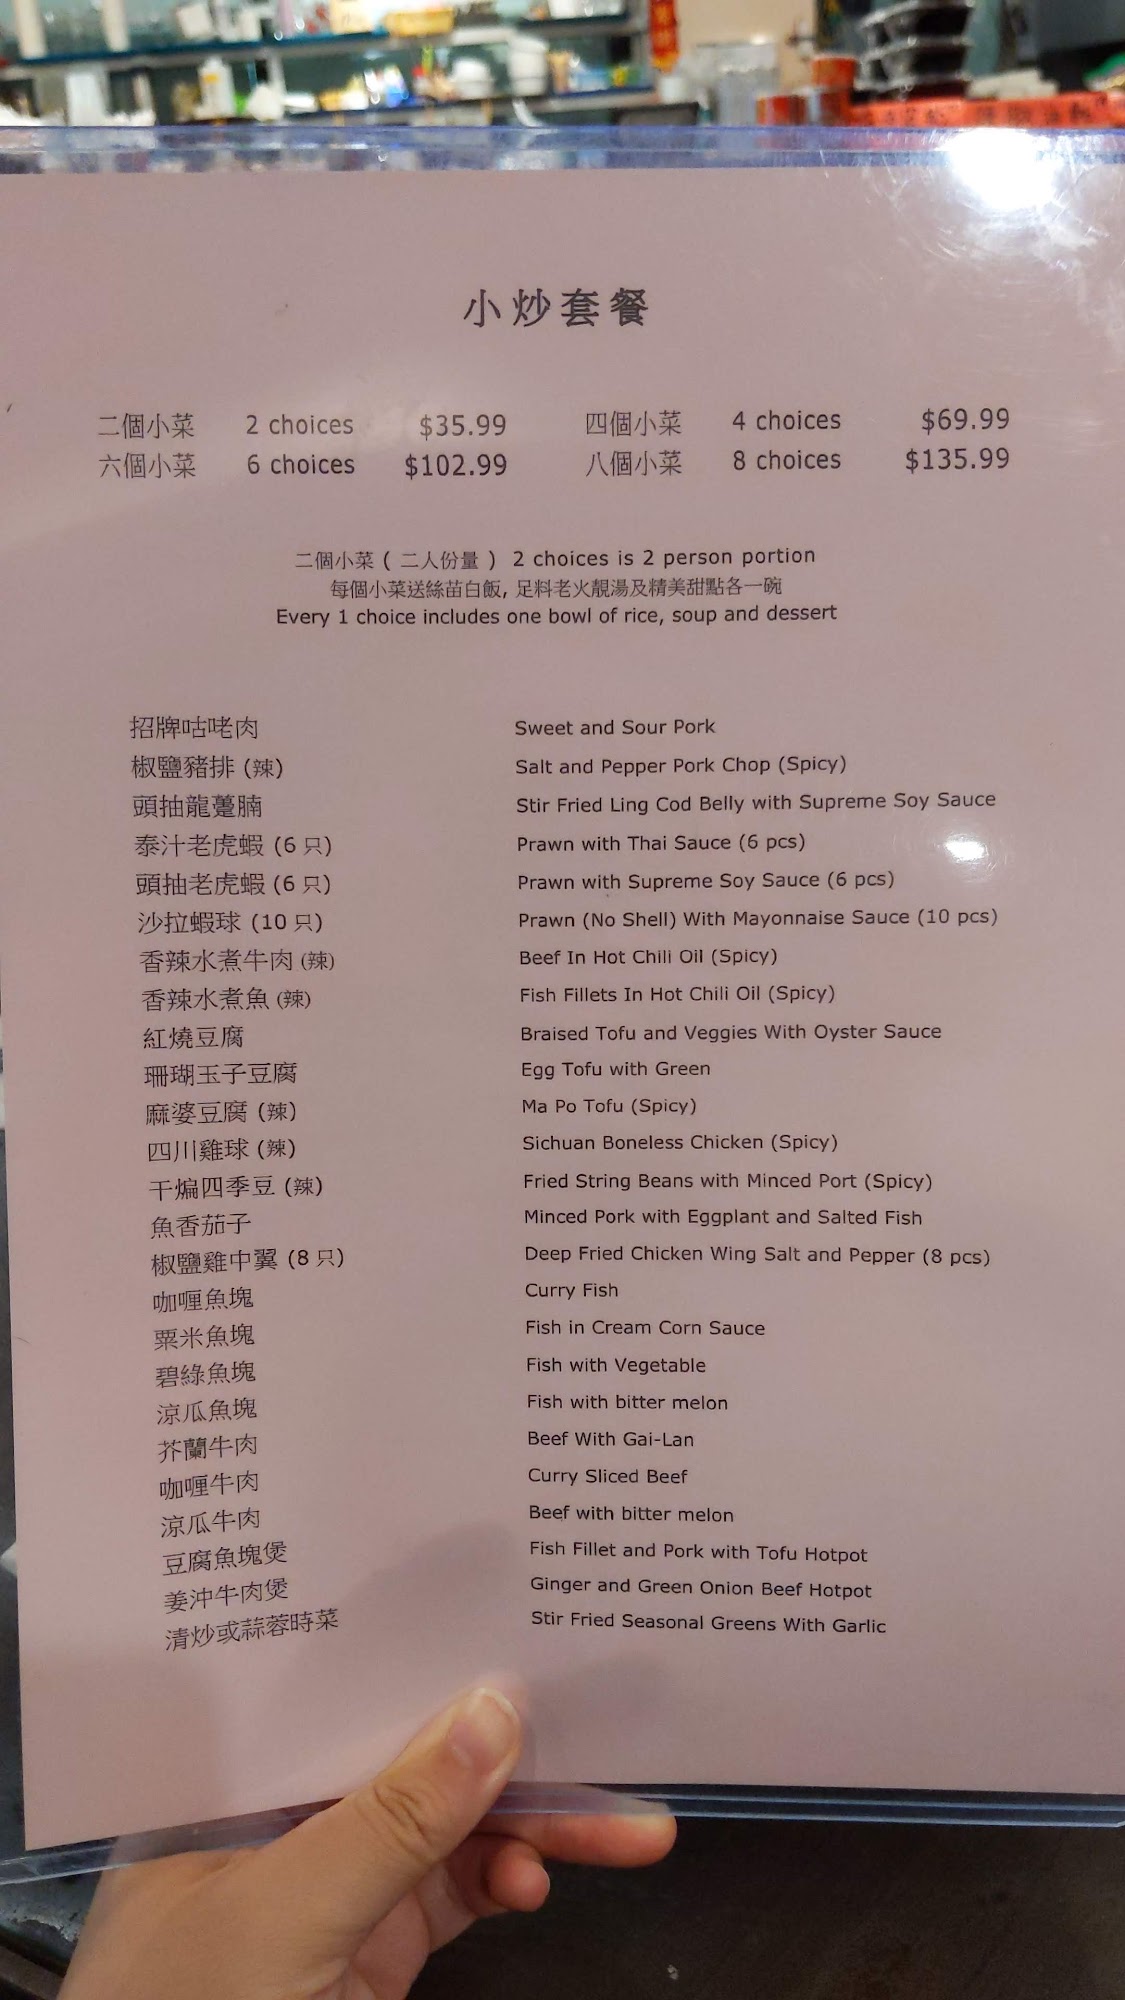 小炒套餐
二個小菜 2 choices $35.99 四個小菜 4 choices $69.99
六個小菜 6 choices $102.99 八個小菜 8 choices $135.99
二個小菜 ( 二人份量 ) 2 choices is 2 person portion
每個小菜送絲苗白飯, 足料老火靚湯及精美甜點各一碗
Every 1 choice includes one bowl of rice, soup and dessert
招牌咕咾肉 Sweet and Sour Pork
椒鹽豬排 (辣) Salt and Pepper Pork Chop (Spicy)
頭抽龍躉腩 Stir Fried Ling Cod Belly with Supreme Soy Sauce
泰汁老虎蝦 (6 只) Prawn with Thai Sauce (6 pcs)
頭抽老虎蝦 (6 只) Prawn with Supreme Soy Sauce (6 pcs)
沙拉蝦球 (10 只) Prawn (No Shell) With Mayonnaise Sauce (10 pcs)
香辣水煮牛肉 (辣) Beef In Hot Chili Oil (Spicy)
香辣水煮魚 (辣) Fish Fillets In Hot Chili Oil (Spicy)
紅燒豆腐 Braised Tofu and Veggies With Oyster Sauce
珊瑚玉子豆腐 Egg Tofu with Green
麻婆豆腐 (辣) Ma Po Tofu (Spicy)
四川雞球 (辣) Sichuan Boneless Chicken (Spicy)
干煸四季豆 (辣) Fried String Beans with Minced Port (Spicy)
魚香茄子 Minced Pork with Eggplant and Salted Fish
椒鹽雞中翼 (8 只) Deep Fried Chicken Wing Salt and Pepper (8 pcs)
咖喱魚塊 Curry Fish
粟米魚塊 Fish in Cream Corn Sauce
碧綠魚塊 Fish with Vegetable
涼瓜魚塊 Fish with bitter melon
芥蘭牛肉 Beef With Gai-Lan
咖喱牛肉 Curry Sliced Beef
涼瓜牛肉 Beef with bitter melon
豆腐魚塊煲 Fish Fillet and Pork with Tofu Hotpot
姜沖牛肉煲 Ginger and Green Onion Beef Hotpot
清炒或蒜蓉時菜 Stir Fried Seasonal Greens With Garlic